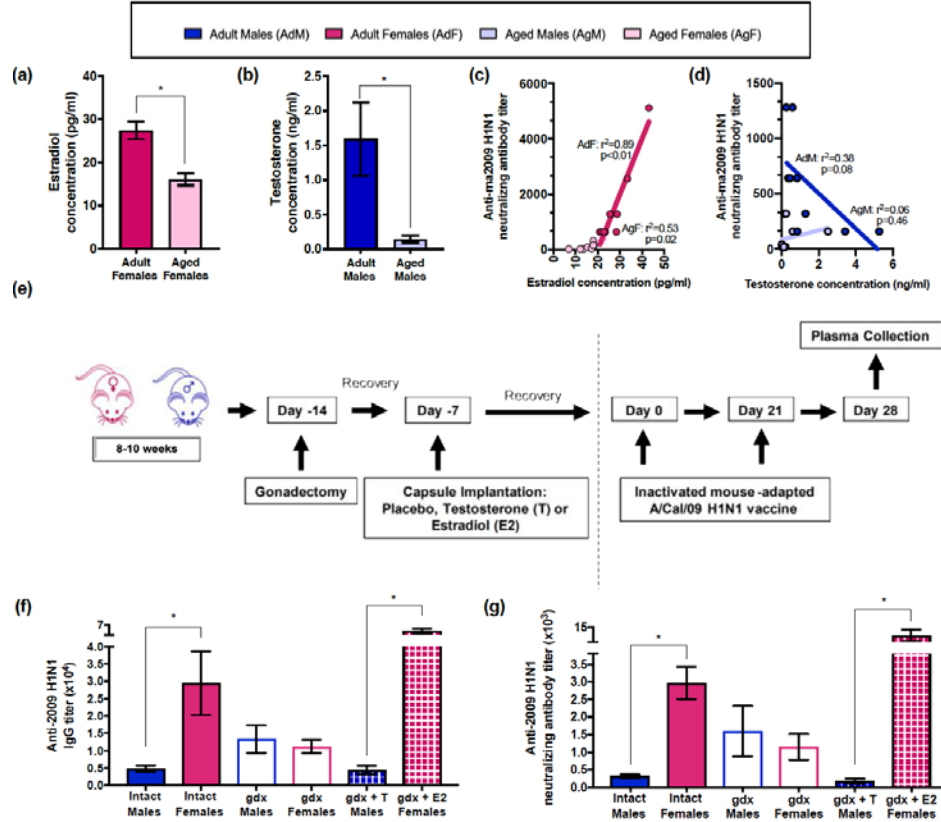 Adult Males (AdM) Adult Females (AdF) Aged Males (AgM) Aged Females (AgF)
(a)
Estradiol
concentration (pg/ml)
40
30
20
10
0
*
Adult
Females
Aged
Females
(b)
Testosterone
concentration (ng/ml)
2.5
2.0
1.5
1.0
0.5
0.0
*
Adult
Males
Aged
Males
(c)
Anti-ma2009 H1N1
neutralizing antibody titer
6000
4000
2000
0
AdF: r²=0.89
p<0.01
AgF: r²=0.53
p=0.02
0 10 20 30 40 50
Estradiol concentration (pg/ml)
(d)
Anti-ma2009 H1N1
neutralizng antibody titer
1500
1000
500
0
AdM: r²=0.38
p=0.08
AgM: r²=0.06
p=0.46
0 2 4 6
Testosterone concentration (ng/ml)
(e)
♀
♂
8-10 weeks
Day -14
Recovery
Day -7
Recovery
Day 0
Day 21
Day 28
Plasma Collection
Gonadectomy
Capsule Implantation:
Placebo, Testosterone (T) or
Estradiol (E2)
Inactivated mouse-adapted
A/Cal/09 H1N1 vaccine
(f)
Anti-2009 H1N1
IgG titer (x10⁴)
7
4.0
3.5
3.0
2.5
2.0
1.5
1.0
0.5
0.0
*
*
Intact
Males
Intact
Females
gdx
Males
gdx
Females
gdx + T
Males
gdx + E2
Females
(g)
Anti-2009 H1N1
neutralizing antibody titer (x10³)
15
4.0
3.5
3.0
2.5
2.0
1.5
1.0
0.5
0.0
*
*
Intact
Males
Intact
Females
gdx
Males
gdx
Females
gdx + T
Males
gdx + E2
Females